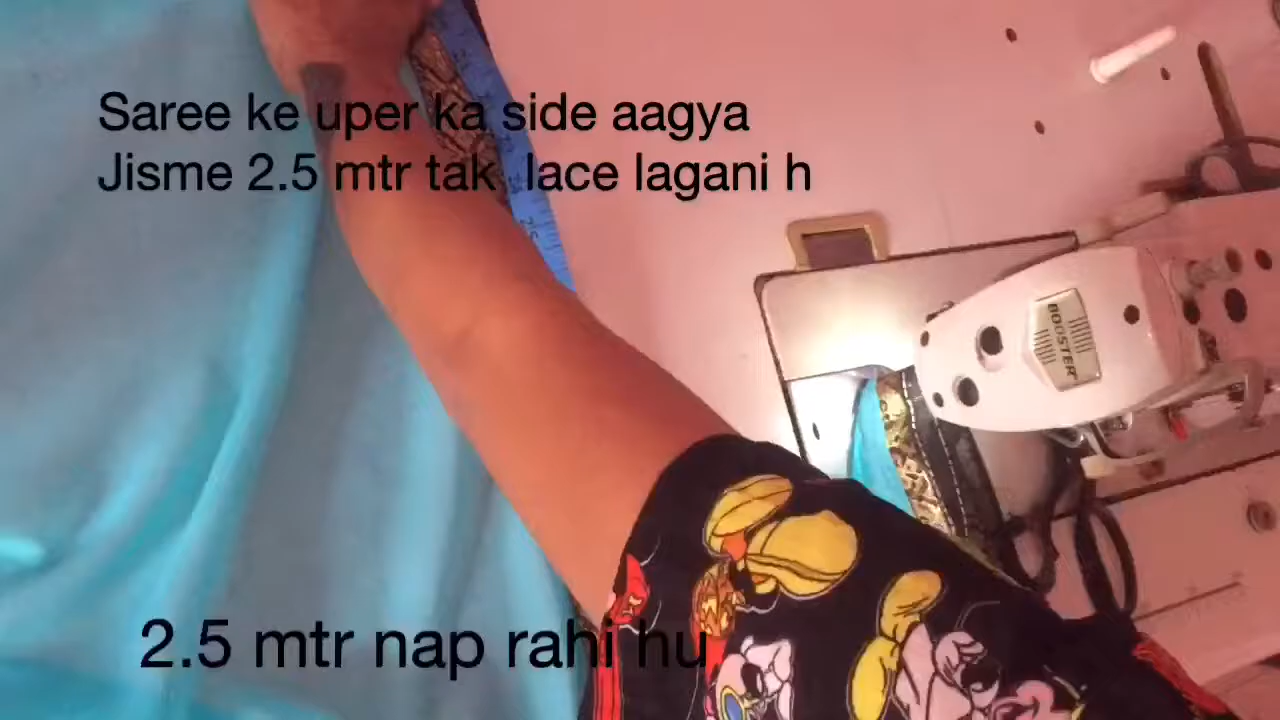 Saree ke uper ka side aagya
Jisme 2.5 mtr tak lace lagani h
BOOSTER
2.5 mtr nap rahi hu